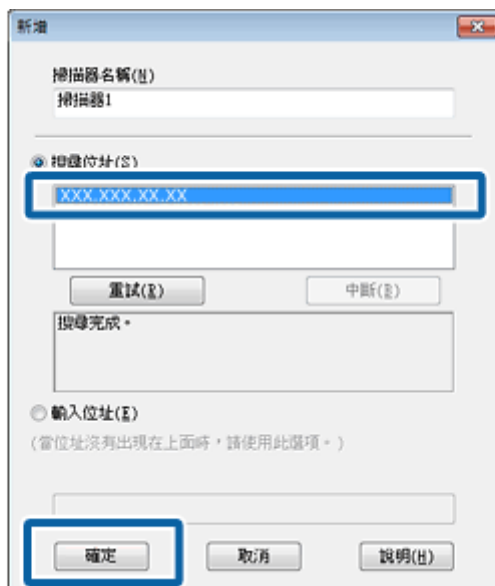 新增
掃描器名稱(N)
掃描器1
搜尋位址(S)
XXX.XXX.XX.XX
重試(R) 中斷(B)
搜尋完成。
輸入位址(E)
(當位址沒有出現在上面時，請使用此選項。)
確定 取消 說明(H)